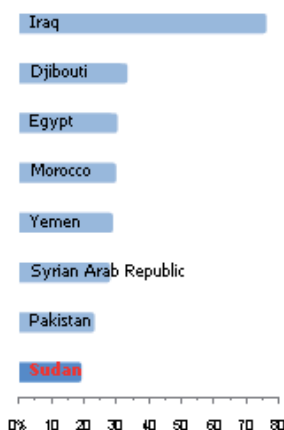 Iraq
Djibouti
Egypt
Morocco
Yemen
Syrian Arab Republic
Pakistan
Sudan
0% 10 20 30 40 50 60 70 80